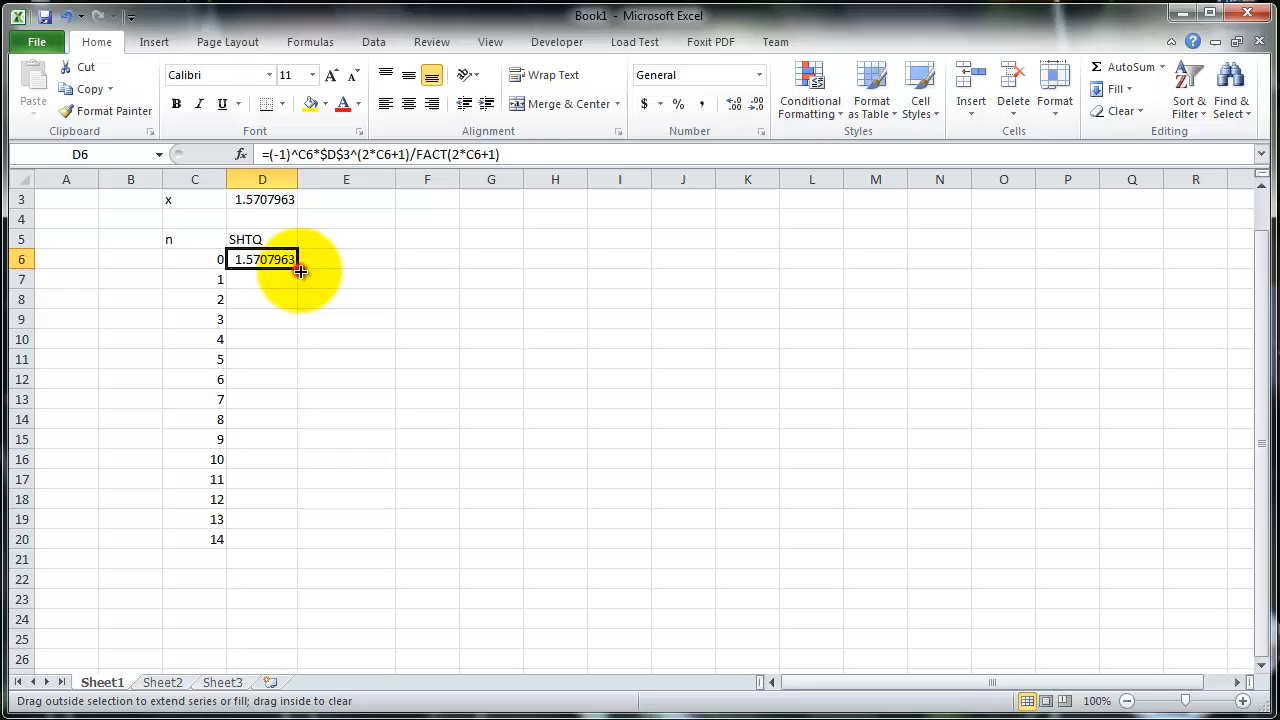 Book1 - Microsoft Excel
File Home Insert Page Layout Formulas Data Review View Developer Load Test Foxit PDF Team
Paste
Cut
Copy
Format Painter
Clipboard
Calibri 11
B I U A
Font
Wrap Text
Merge & Center
Alignment
General
$ % ,
Number
Conditional Formatting
Format as Table
Cell Styles
Styles
Insert Delete Format
Cells
Σ AutoSum
Fill
Clear
Sort & Filter
Find & Select
Editing
D6 fx =(-1)^C6*$D$3^(2*C6+1)/FACT(2*C6+1)
A B C D E F G H I J K L M N O P Q R
3 x 1.5707963
4
5 n SHTQ
6 0 1.5707963
7 1
8 2
9 3
10 4
11 5
12 6
13 7
14 8
15 9
16 10
17 11
18 12
19 13
20 14
21
22
23
24
25
26
Sheet1 Sheet2 Sheet3
Drag outside selection to extend series or fill; drag inside to clear 100%